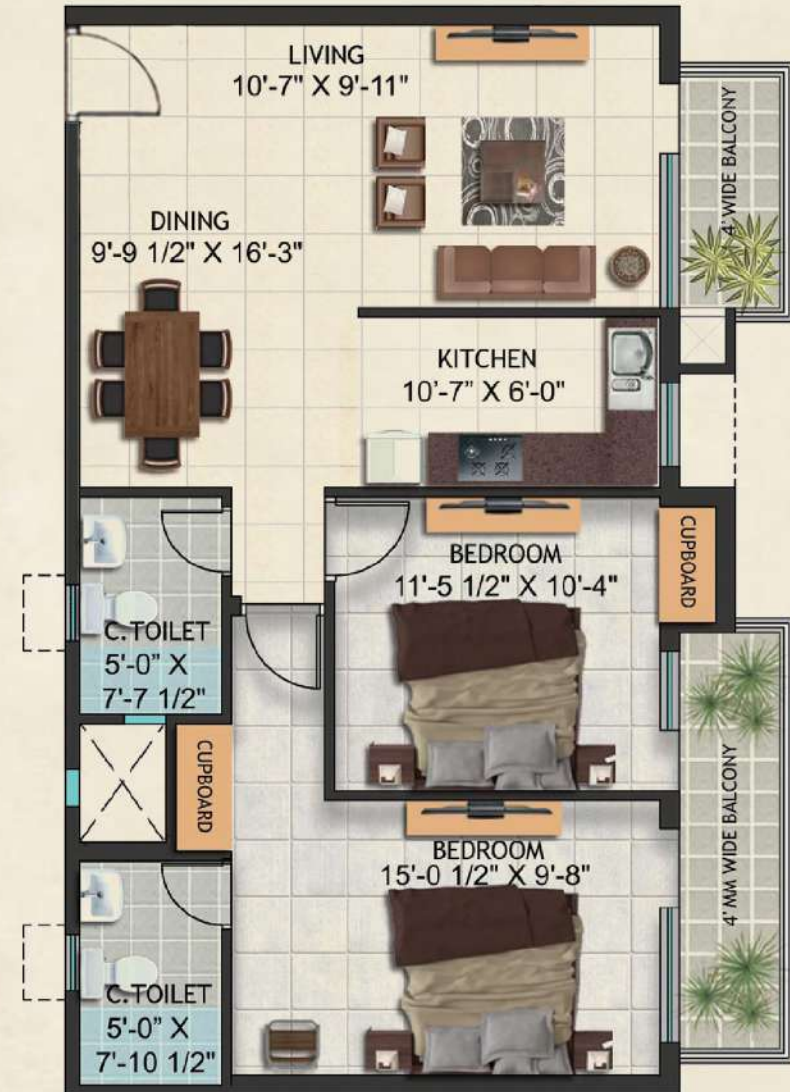 LIVING
10'-7" X 9'-11"
4' WIDE BALCONY
DINING
9'-9 1/2" X 16'-3"
KITCHEN
10'-7" X 6'-0"
CUPBOARD
BEDROOM
11'-5 1/2" X 10'-4"
C.TOILET
5'-0" X
7'-7 1/2"
CUPBOARD
4' MM WIDE BALCONY
BEDROOM
15'-0 1/2" X 9'-8"
C.TOILET
5'-0" X
7'-10 1/2"